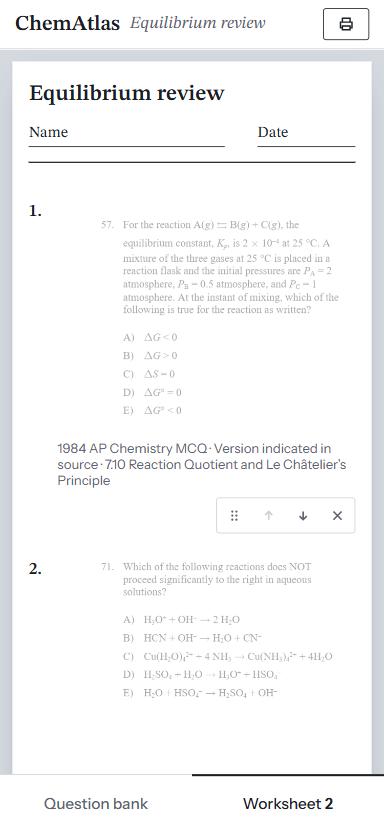 ChemAtlas Equilibrium review
Equilibrium review
Name Date
1.
57. For the reaction A(g) ⇌ B(g) + C(g), the
equilibrium constant, Kₚ, is 2 × 10⁻⁴ at 25 °C. A
mixture of the three gases at 25 °C is placed in a
reaction flask and the initial pressures are P_A = 2
atmosphere, P_B = 0.5 atmosphere, and P_C = 1
atmosphere. At the instant of mixing, which of the
following is true for the reaction as written?
A) ΔG < 0
B) ΔG > 0
C) ΔS = 0
D) ΔG° = 0
E) ΔG° < 0
1984 AP Chemistry MCQ · Version indicated in
source · 7.10 Reaction Quotient and Le Châtelier's
Principle
2.
71. Which of the following reactions does NOT
proceed significantly to the right in aqueous
solutions?
A) H₃O⁺ + OH⁻ → 2 H₂O
B) HCN + OH⁻ → H₂O + CN⁻
C) Cu(H₂O)₄²⁺ + 4 NH₃ → Cu(NH₃)₄²⁺ + 4H₂O
D) H₂SO₄ + H₂O → H₃O⁺ + HSO₄⁻
E) H₂O + HSO₄⁻ → H₂SO₄ + OH⁻
Question bank Worksheet 2